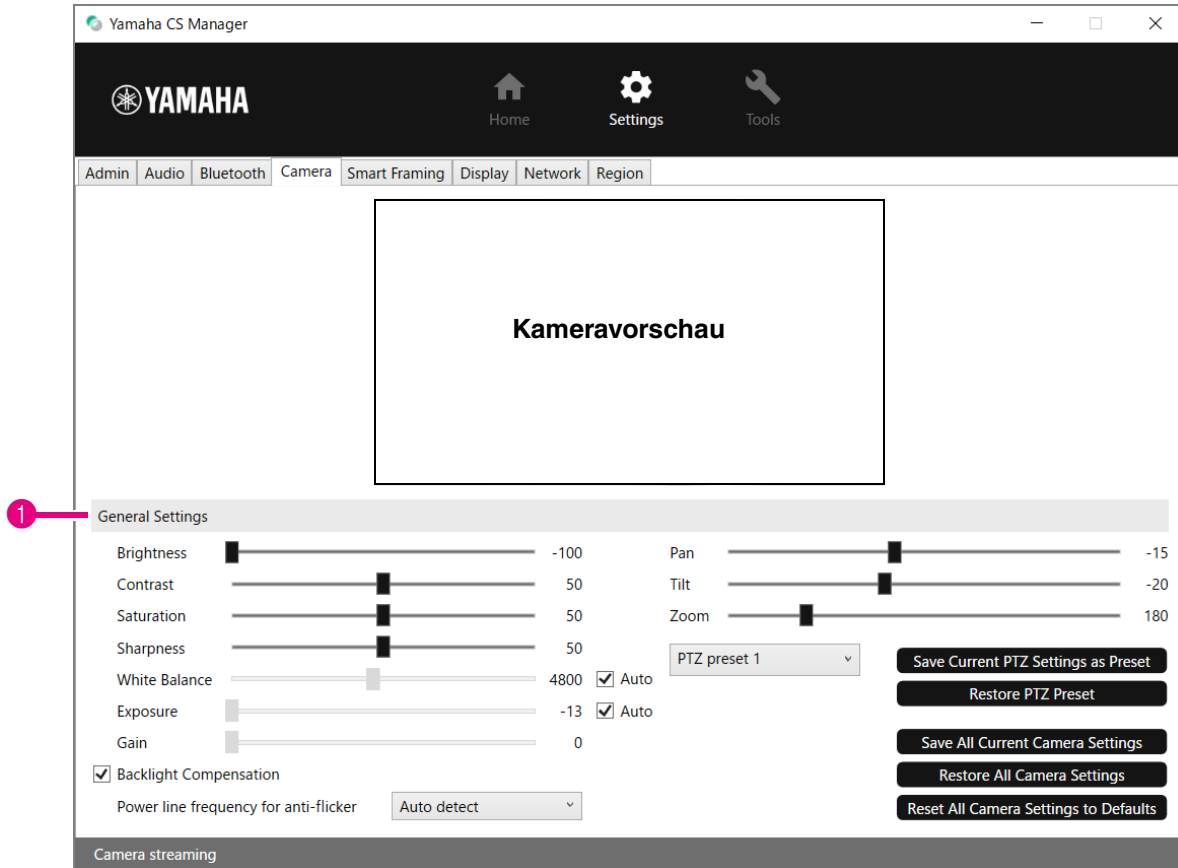 Yamaha CS Manager
YAMAHA
Home
Settings
Tools
Admin Audio Bluetooth Camera Smart Framing Display Network Region
Kameravorschau
1
General Settings
Brightness -100
Contrast 50
Saturation 50
Sharpness 50
White Balance 4800 Auto
Exposure -13 Auto
Gain 0
Backlight Compensation
Power line frequency for anti-flicker Auto detect
Pan -15
Tilt -20
Zoom 180
PTZ preset 1
Save Current PTZ Settings as Preset
Restore PTZ Preset
Save All Current Camera Settings
Restore All Camera Settings
Reset All Camera Settings to Defaults
Camera streaming